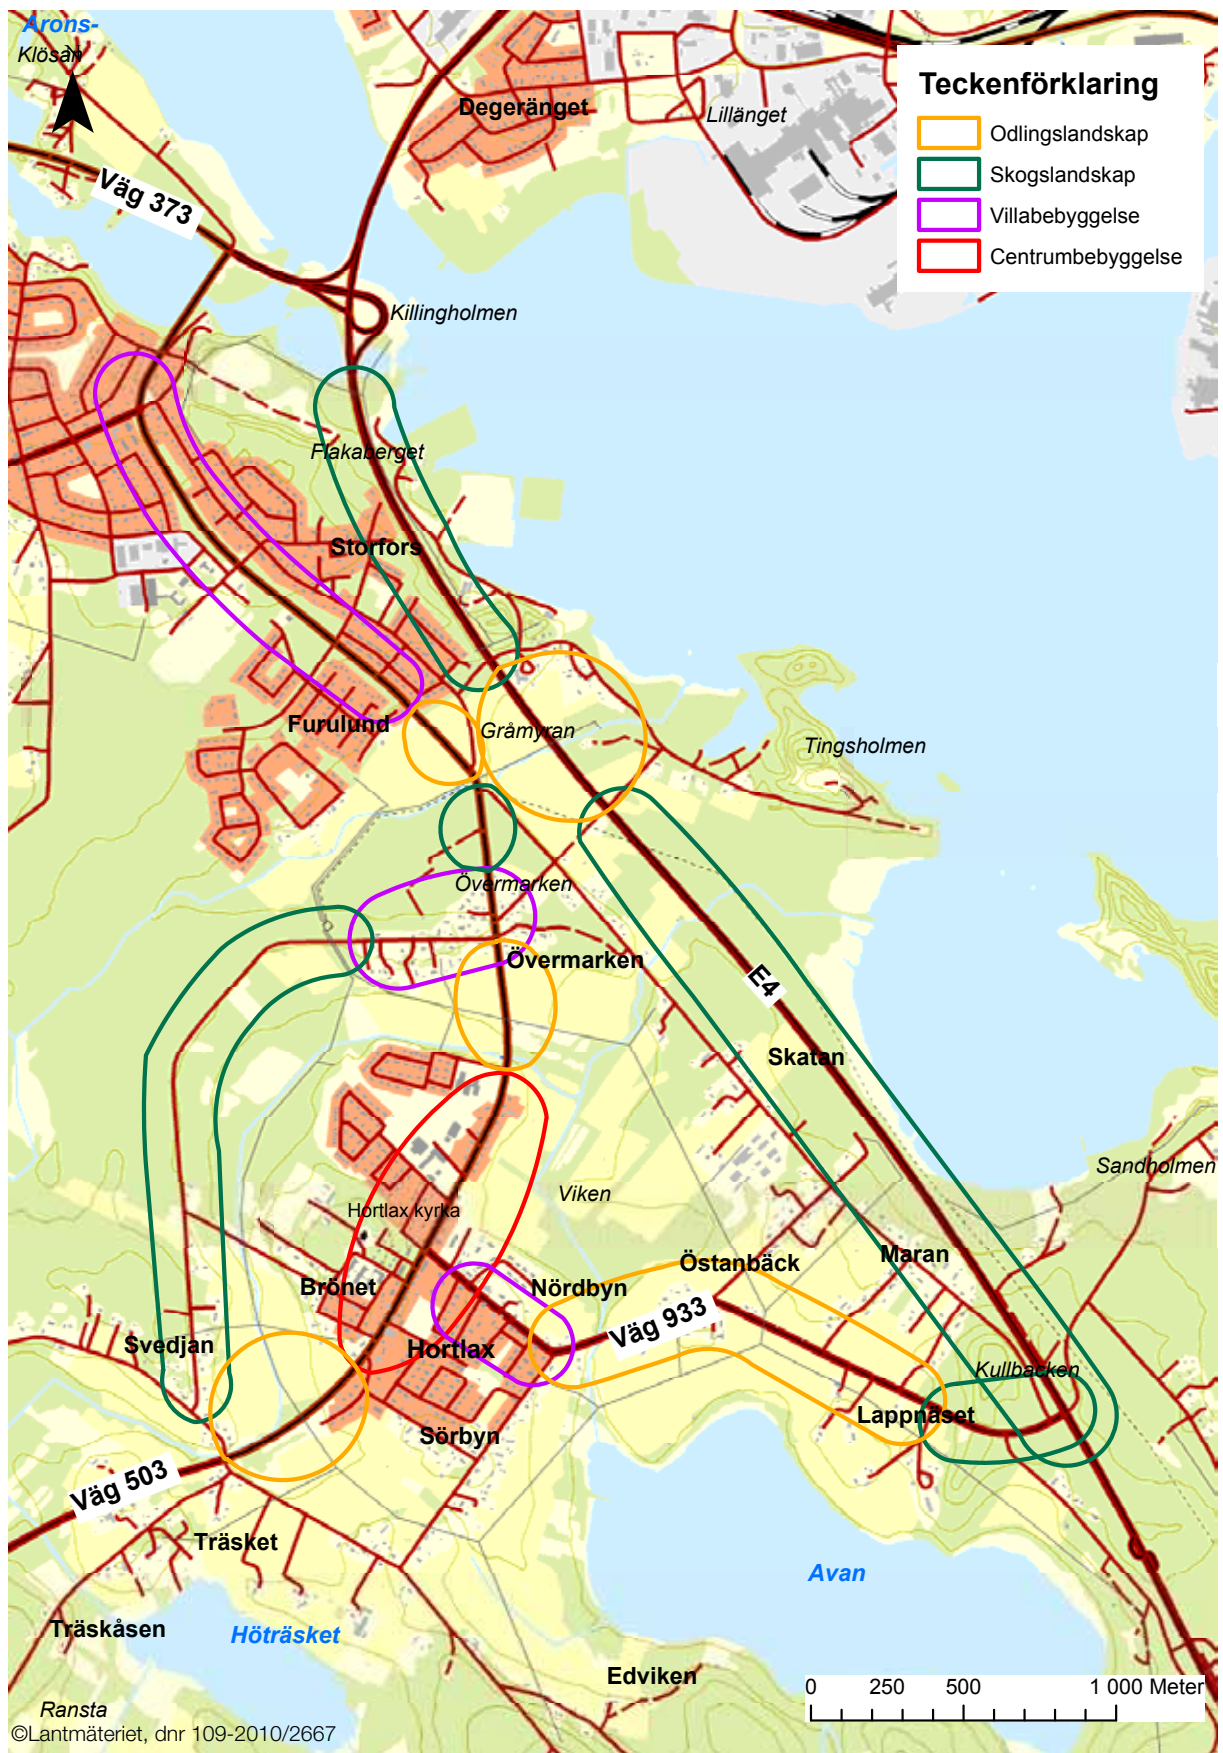 Arons-
Klösan
Degeränget
Lillänget
Teckenförklaring
Odlingslandskap
Skogslandskap
Villabebyggelse
Centrumbebyggelse
Väg 373
Killingholmen
Flakaberget
Storfors
Furulund
Gråmyran
Tingsholmen
Övermarken
Övermarken
E4
Skatan
Sandholmen
Viken
Hortlax kyrka
Maran
Östanbäck
Brönet
Nördbyn
Väg 933
Svedjan
Hortlax
Kullbacken
Lappnäset
Sörbyn
Väg 503
Träsket
Avan
Träskåsen
Höträsket
Edviken
0 250 500 1 000 Meter
Ransta
©Lantmäteriet, dnr 109-2010/2667